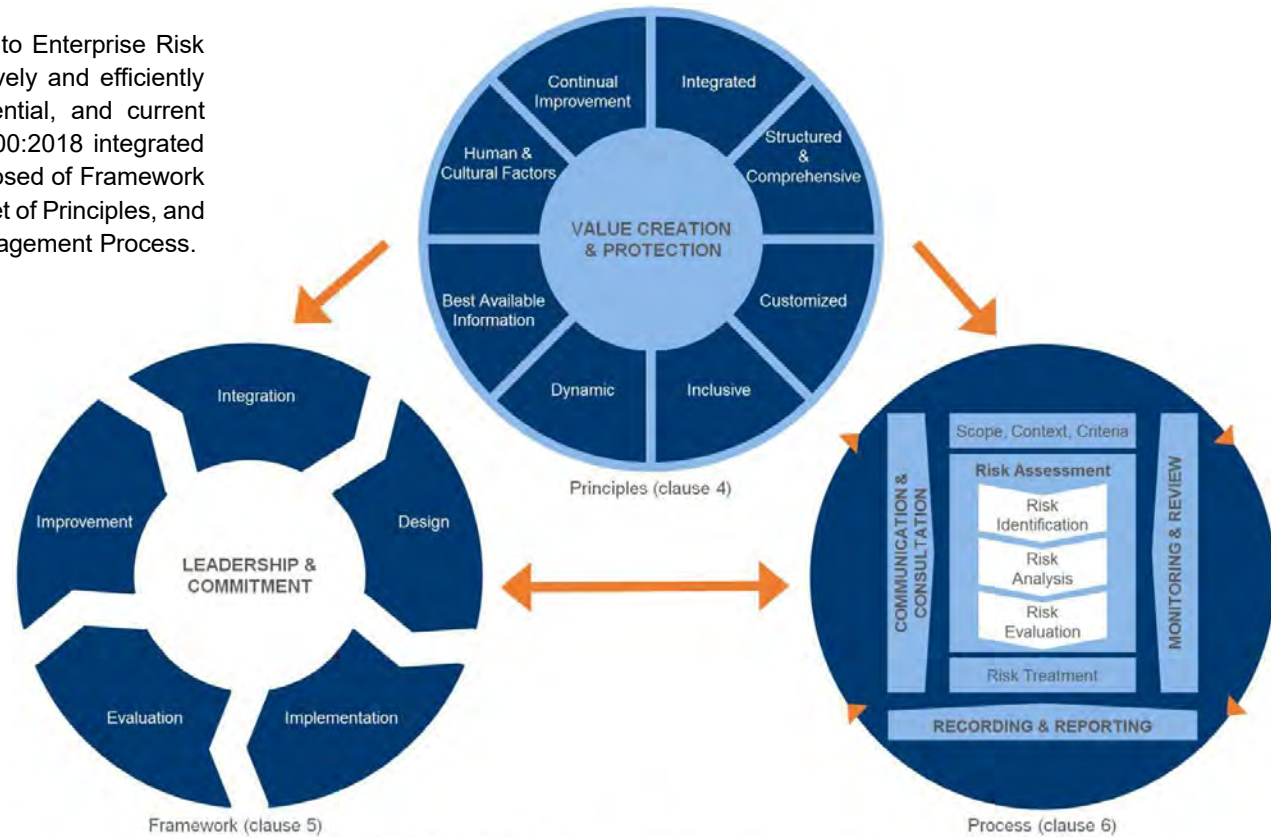 to Enterprise Risk
vely and efficiently
ential, and current
00:2018 integrated
osed of Framework
et of Principles, and
nagement Process.
Continual
Improvement
Integrated
Structured
&
Comprehensive
Customized
Inclusive
Dynamic
Best Available
Information
Human &
Cultural Factors
VALUE CREATION
& PROTECTION
Principles (clause 4)
Integration
Design
Implementation
Evaluation
Improvement
LEADERSHIP &
COMMITMENT
Framework (clause 5)
COMMUNICATION &
CONSULTATION
Scope, Context, Criteria
Risk Assessment
Risk
Identification
Risk
Analysis
Risk
Evaluation
Risk Treatment
MONITORING & REVIEW
RECORDING & REPORTING
Process (clause 6)